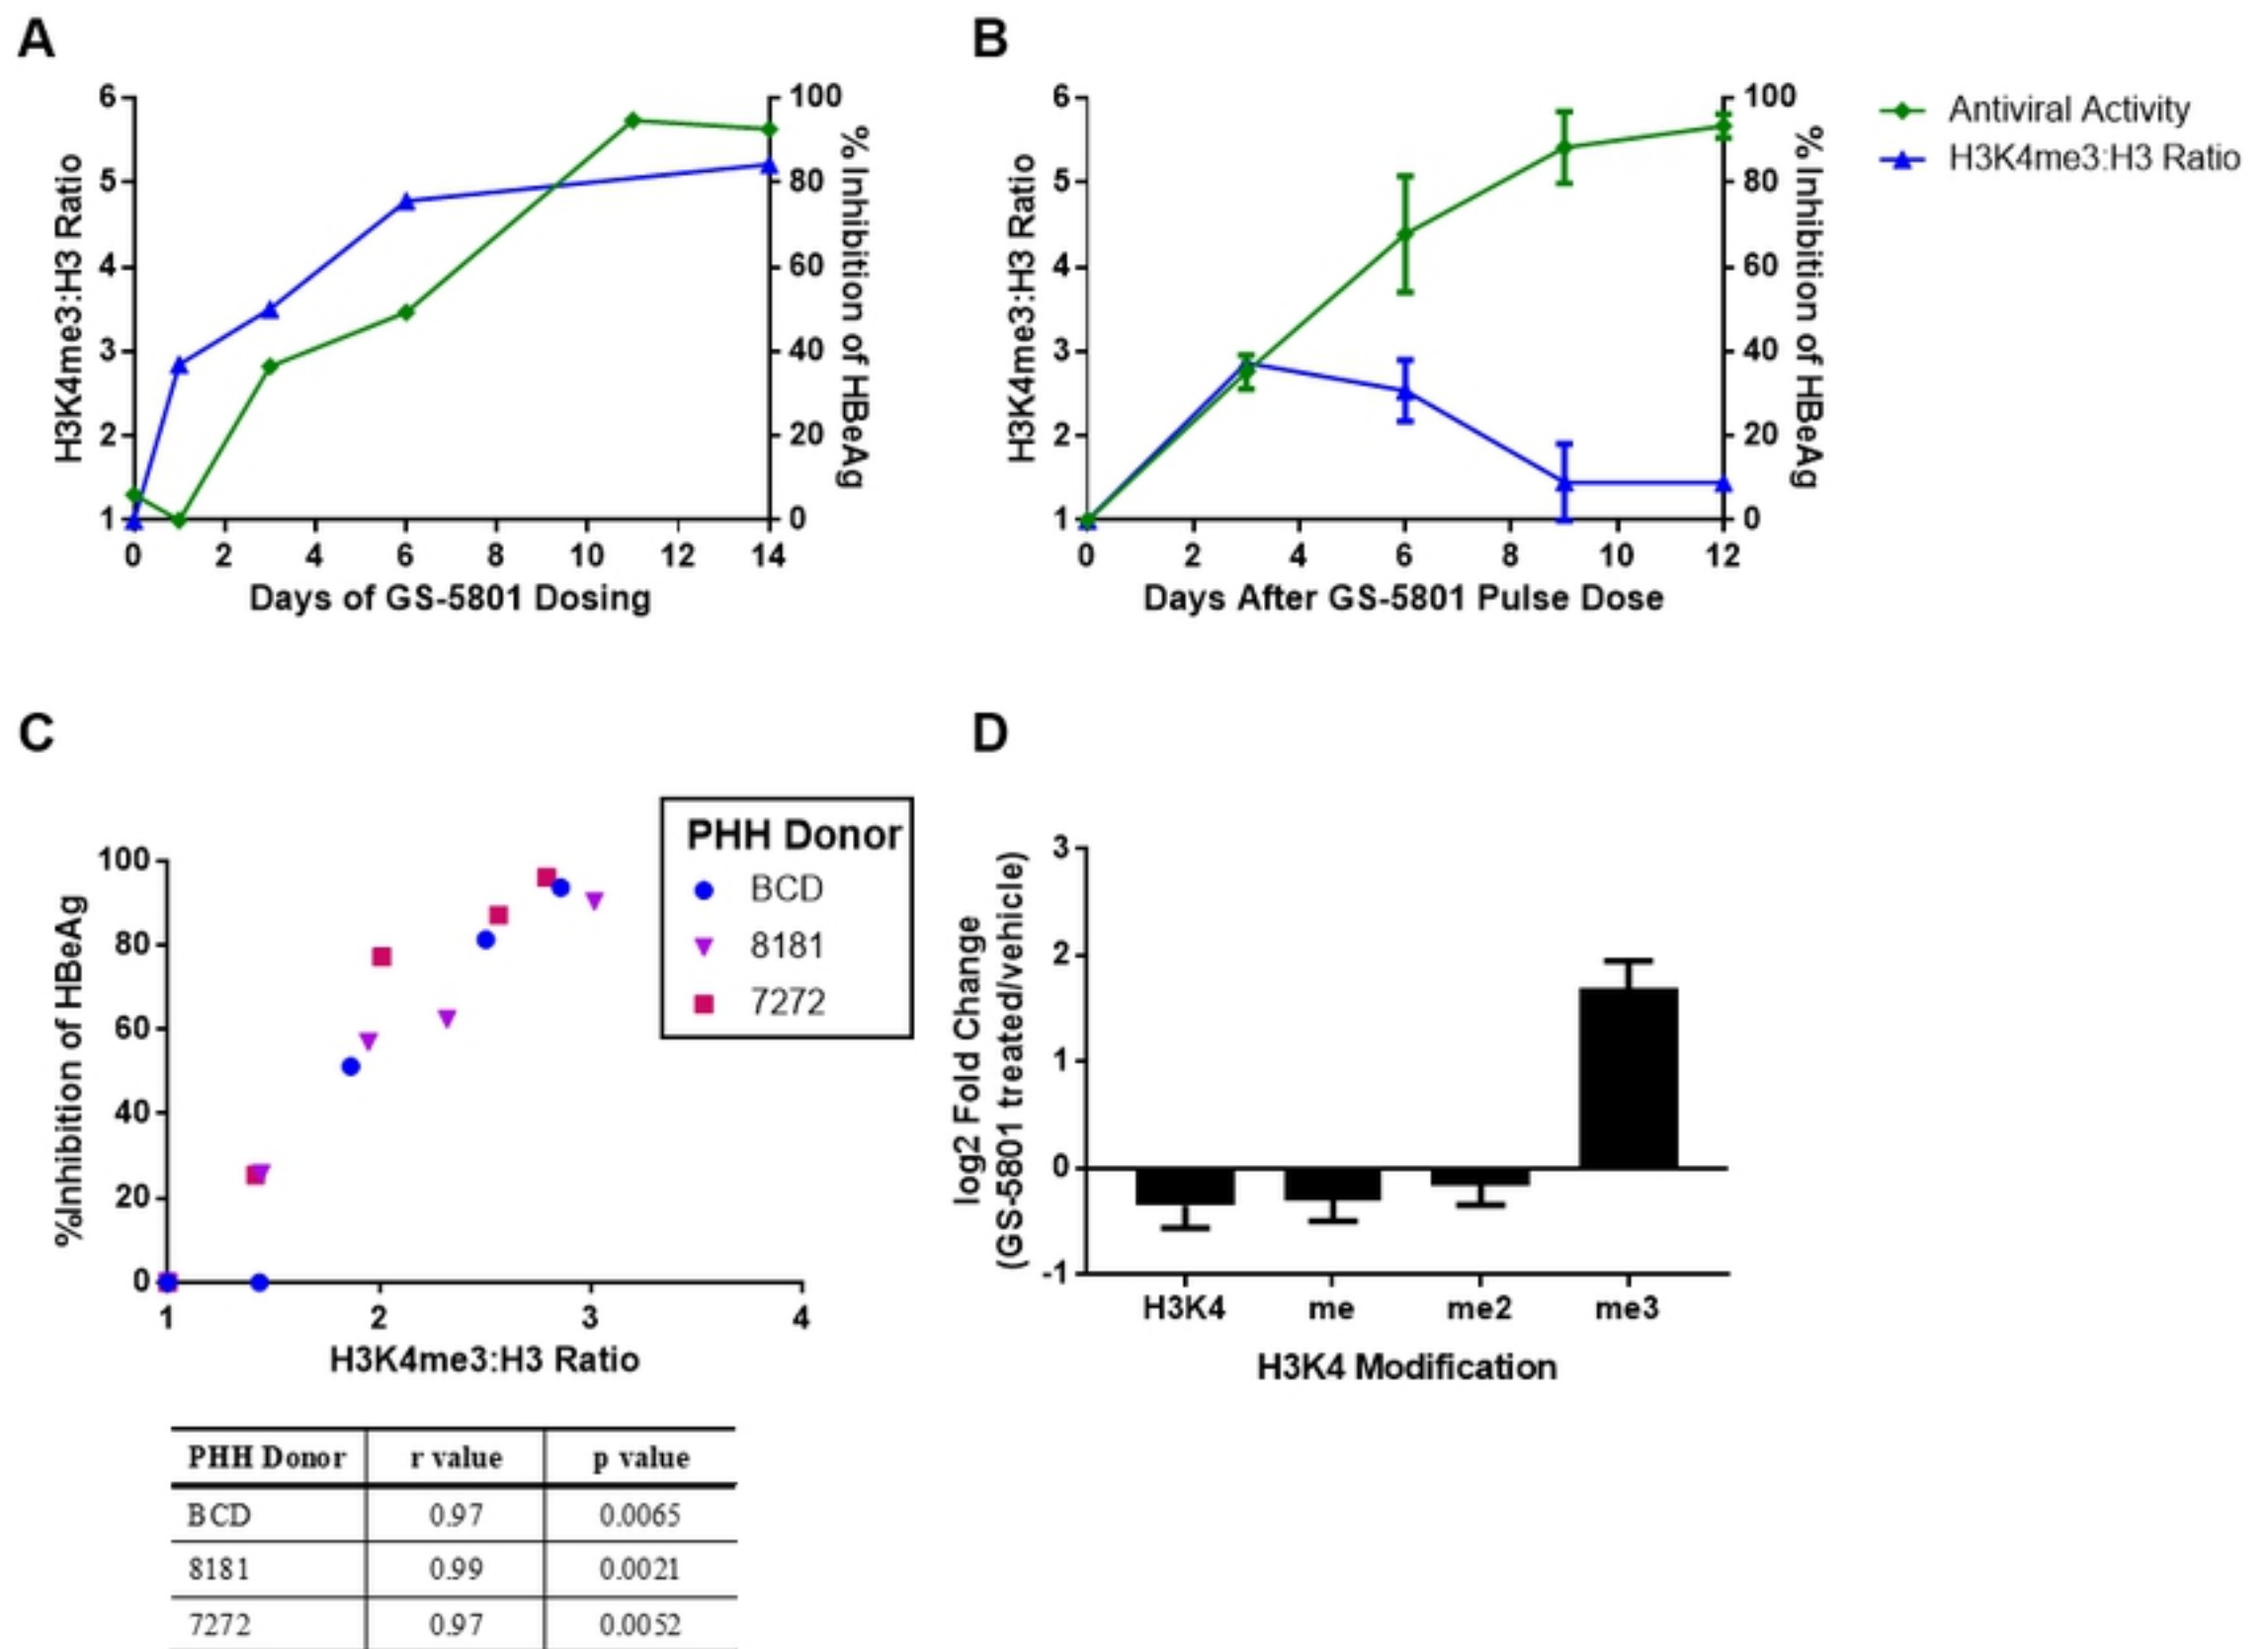 A
H3K4me3:H3 Ratio
6
5
4
3
2
1
100
80
60
40
20
0
% Inhibition of HBeAg
0 2 4 6 8 10 12 14
Days of GS-5801 Dosing
B
H3K4me3:H3 Ratio
6
5
4
3
2
1
100
80
60
40
20
0
% Inhibition of HBeAg
0 2 4 6 8 10 12
Days After GS-5801 Pulse Dose
Antiviral Activity
H3K4me3:H3 Ratio
C
%Inhibition of HBeAg
100
80
60
40
20
0
1 2 3 4
H3K4me3:H3 Ratio
PHH Donor
BCD
8181
7272
PHH Donor r value p value
BCD 0.97 0.0065
8181 0.99 0.0021
7272 0.97 0.0052
D
log2 Fold Change
(GS-5801 treated/vehicle)
3
2
1
0
-1
H3K4 me me2 me3
H3K4 Modification